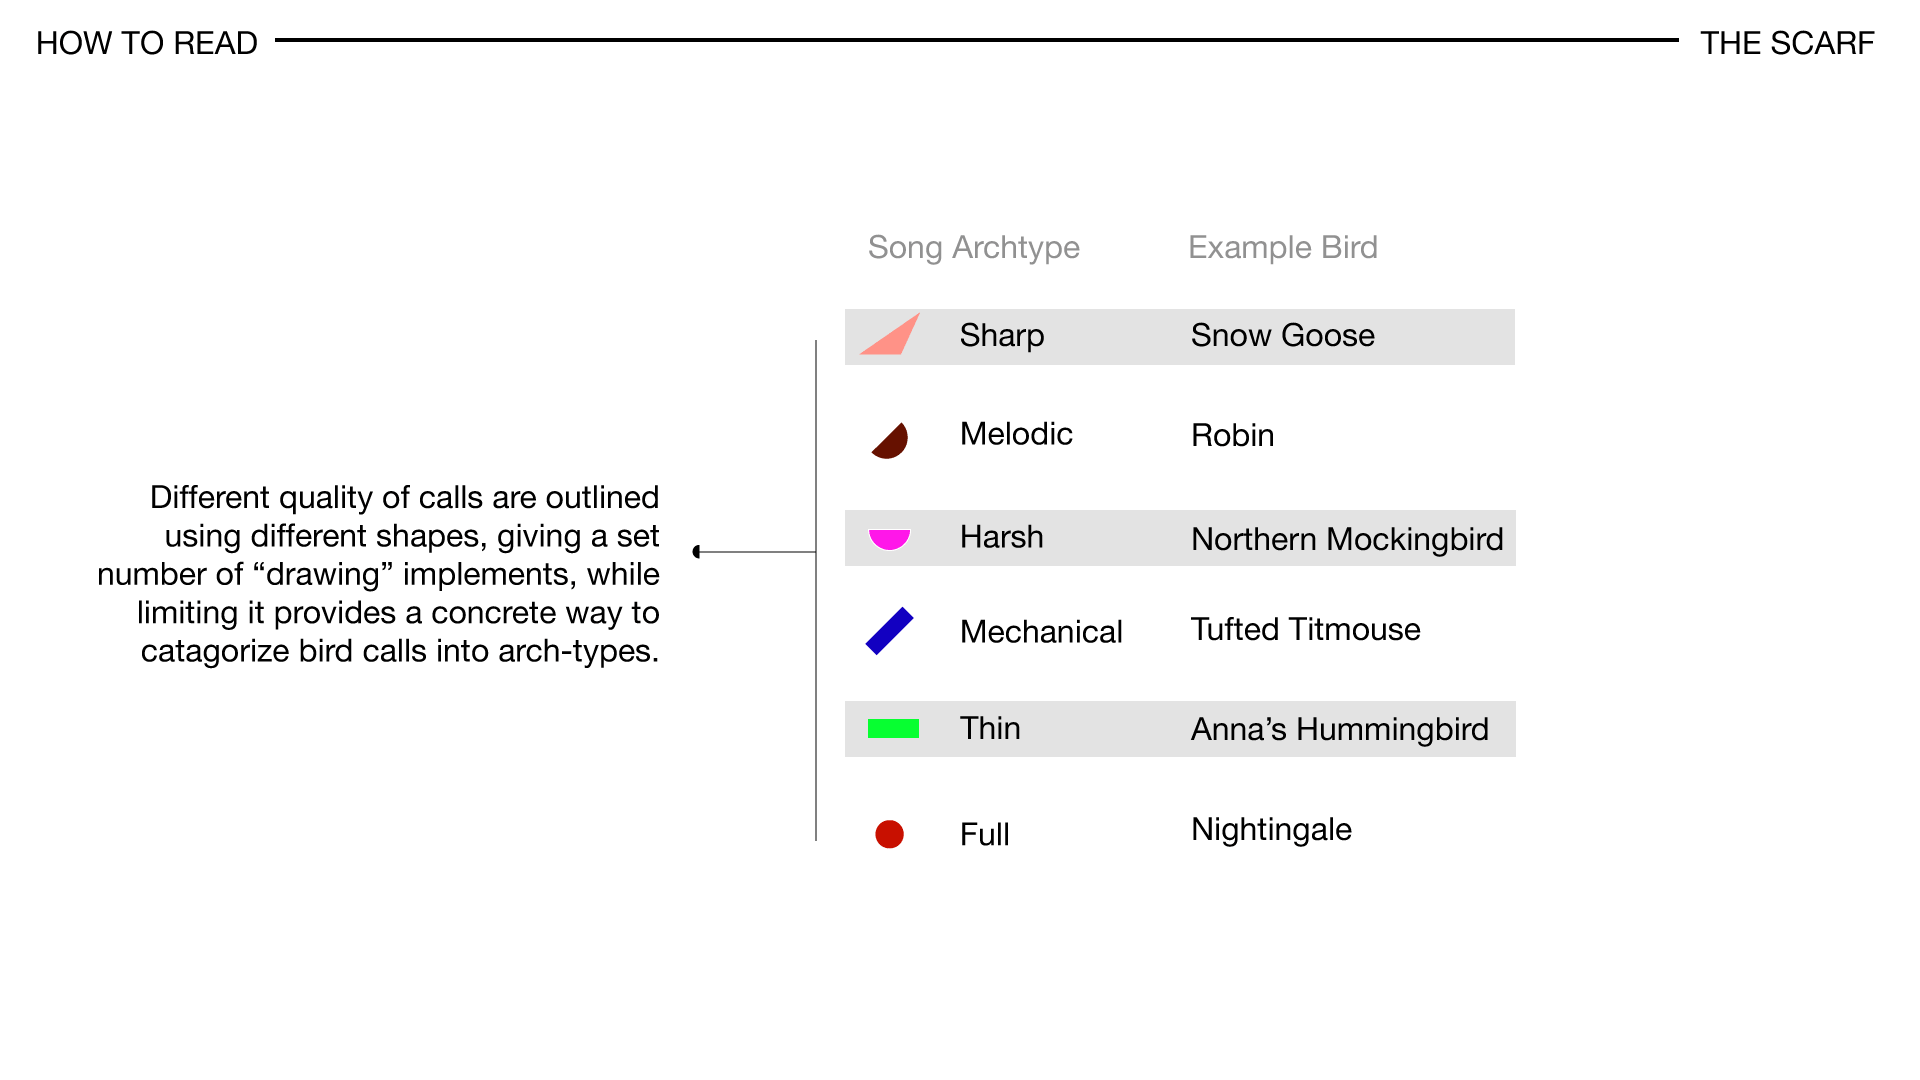 HOW TO READ
THE SCARF
Song Archtype
Example Bird
Sharp
Snow Goose
Melodic
Robin
Harsh
Northern Mockingbird
Mechanical
Tufted Titmouse
Thin
Anna’s Hummingbird
Full
Nightingale
Different quality of calls are outlined
using different shapes, giving a set
number of “drawing” implements, while
limiting it provides a concrete way to
catagorize bird calls into arch-types.